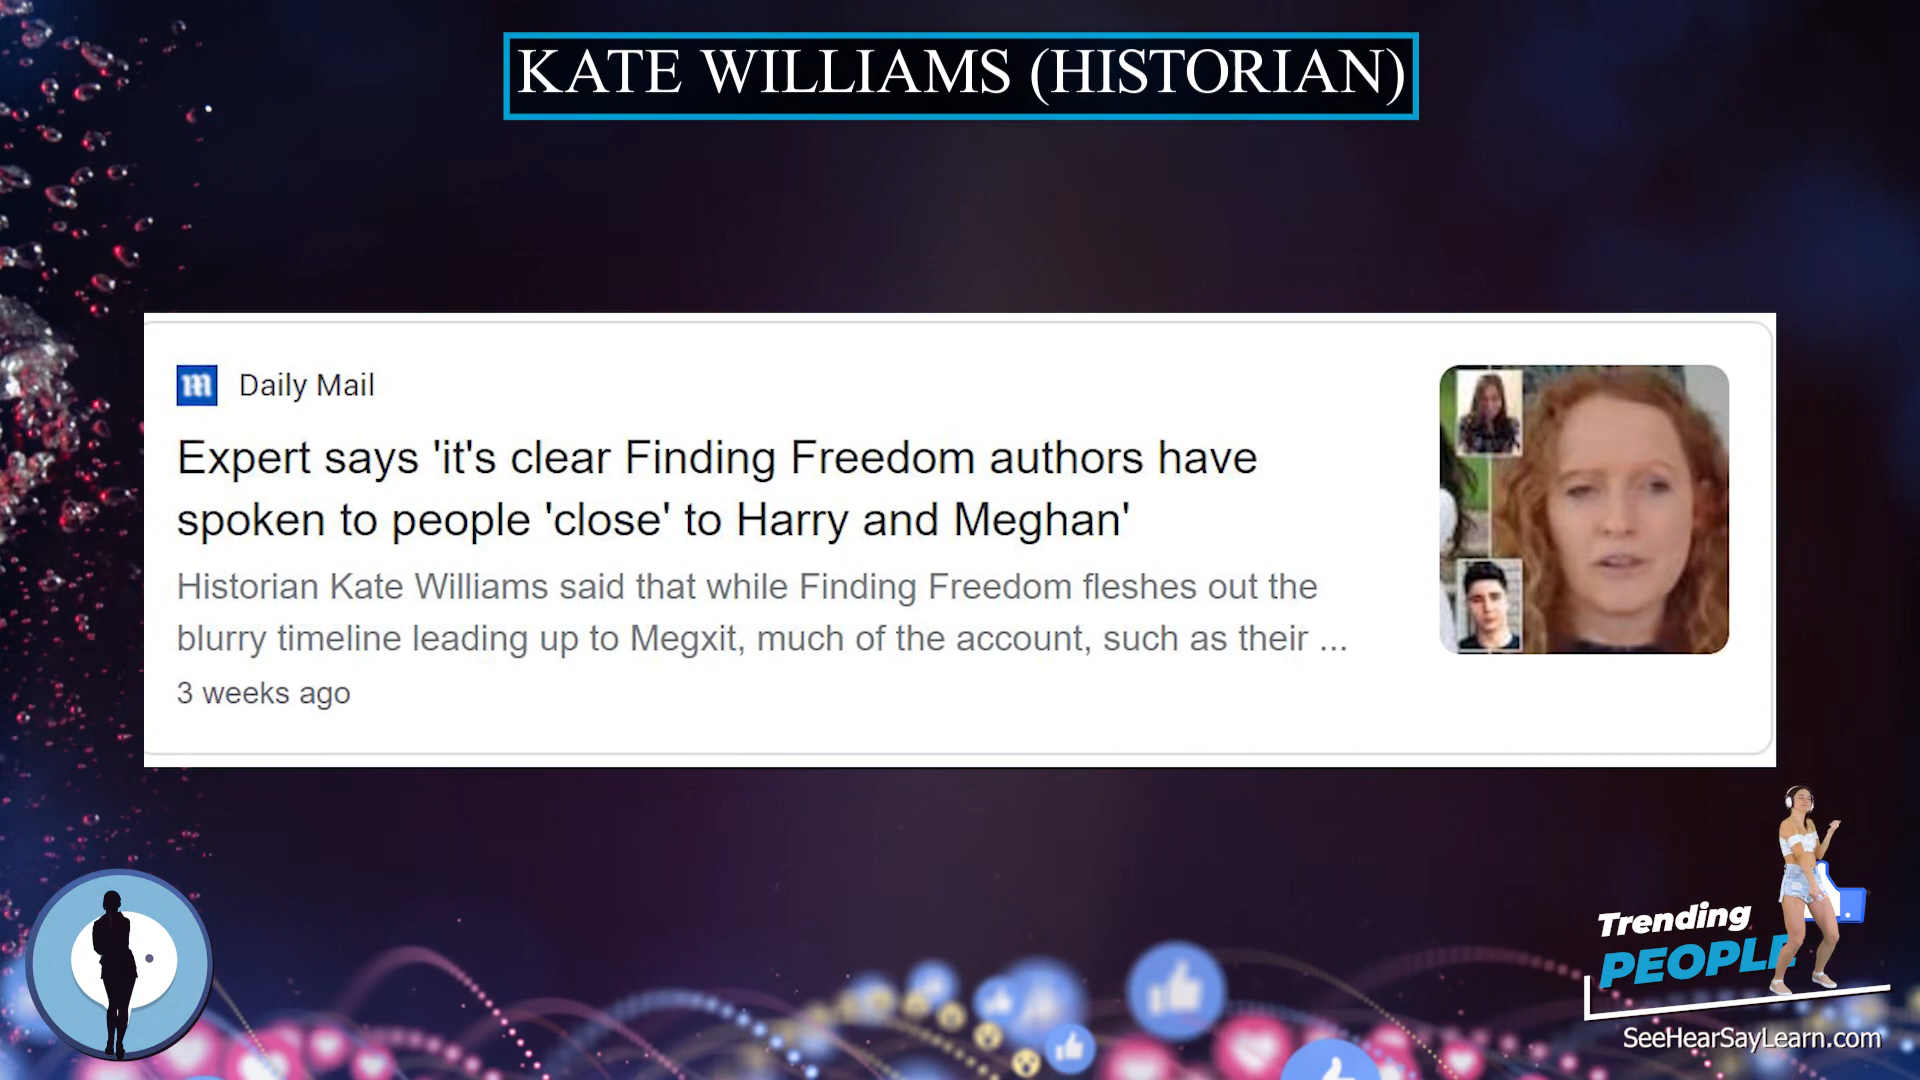 KATE WILLIAMS (HISTORIAN)
Daily Mail
Expert says 'it's clear Finding Freedom authors have
spoken to people 'close' to Harry and Meghan'
Historian Kate Williams said that while Finding Freedom fleshes out the
blurry timeline leading up to Megxit, much of the account, such as their ...
3 weeks ago
Trending
PEOPLE
SeeHearSayLearn.com